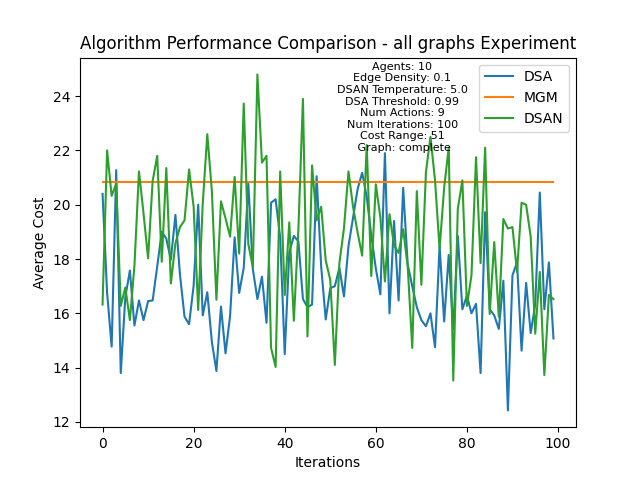 Algorithm Performance Comparison - all graphs Experiment
Agents: 10
Edge Density: 0.1
DSAN Temperature: 5.0
DSA Threshold: 0.99
Num Actions: 9
Num Iterations: 100
Cost Range: 51
Graph: complete
DSA
MGM
DSAN
Average Cost
24
22
20
18
16
14
12
0
20
40
60
80
100
Iterations